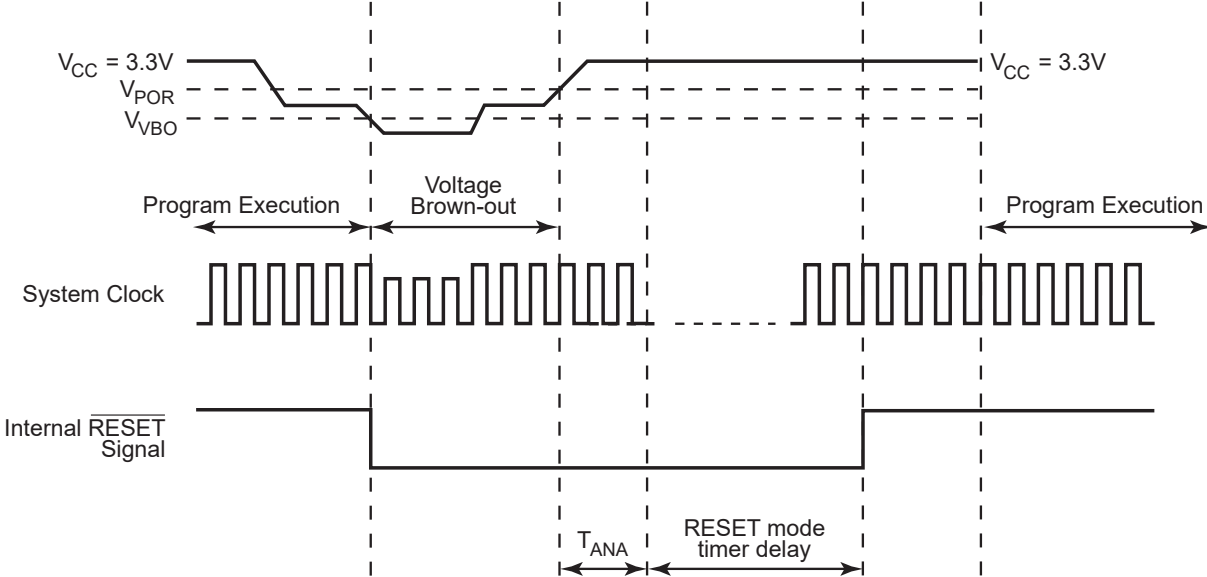 V_CC = 3.3V
V_CC = 3.3V
V_POR
V_VBO
Program Execution
Voltage
Brown-out
Program Execution
System Clock
Internal R̅E̅S̅E̅T̅
Signal
T_ANA
RESET mode
timer delay